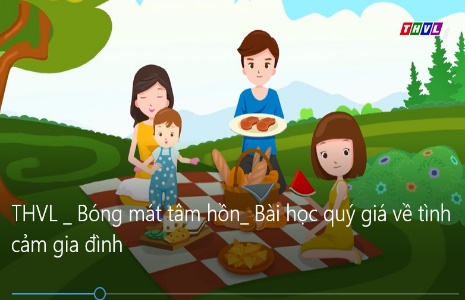 THVL
THVL _ Bóng mát tâm hồn_ Bài học quý giá về tình
cảm gia đình